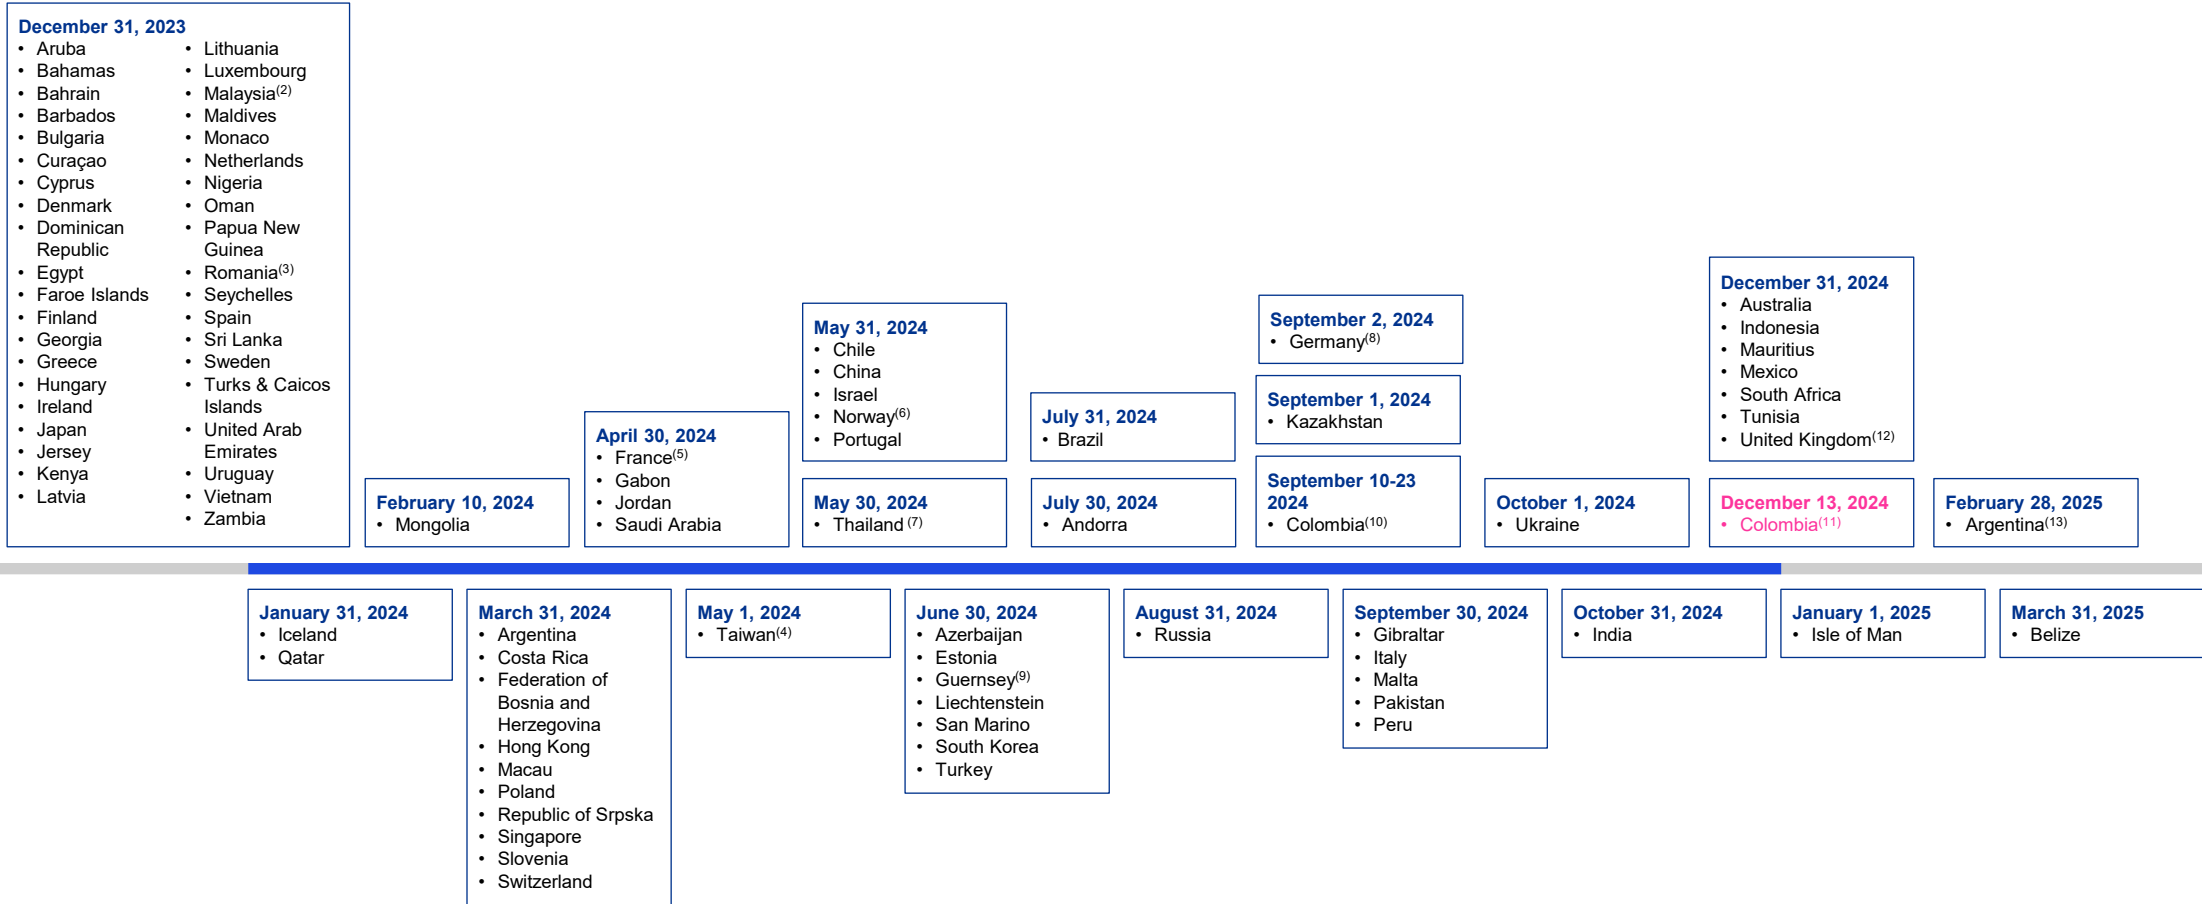 December 31, 2023
• Aruba
• Bahamas
• Bahrain
• Barbados
• Bulgaria
• Curaçao
• Cyprus
• Denmark
• Dominican
Republic
• Egypt
• Faroe Islands
• Finland
• Georgia
• Greece
• Hungary
• Ireland
• Japan
• Jersey
• Kenya
• Latvia
• Lithuania
• Luxembourg
• Malaysia(2)
• Maldives
• Monaco
• Netherlands
• Nigeria
• Oman
• Papua New
Guinea
• Romania(3)
• Seychelles
• Spain
• Sri Lanka
• Sweden
• Turks & Caicos
Islands
• United Arab
Emirates
• Uruguay
• Vietnam
• Zambia
February 10, 2024
• Mongolia
April 30, 2024
• France(5)
• Gabon
• Jordan
• Saudi Arabia
May 31, 2024
• Chile
• China
• Israel
• Norway(6)
• Portugal
May 30, 2024
• Thailand (7)
July 31, 2024
• Brazil
July 30, 2024
• Andorra
September 2, 2024
• Germany(8)
September 1, 2024
• Kazakhstan
September 10-23
2024
• Colombia(10)
October 1, 2024
• Ukraine
December 31, 2024
• Australia
• Indonesia
• Mauritius
• Mexico
• South Africa
• Tunisia
• United Kingdom(12)
December 13, 2024
• Colombia(11)
February 28, 2025
• Argentina(13)
January 31, 2024
• Iceland
• Qatar
March 31, 2024
• Argentina
• Costa Rica
• Federation of
Bosnia and
Herzegovina
• Hong Kong
• Macau
• Poland
• Republic of Srpska
• Singapore
• Slovenia
• Switzerland
May 1, 2024
• Taiwan(4)
June 30, 2024
• Azerbaijan
• Estonia
• Guernsey(9)
• Liechtenstein
• San Marino
• South Korea
• Turkey
August 31, 2024
• Russia
September 30, 2024
• Gibraltar
• Italy
• Malta
• Pakistan
• Peru
October 31, 2024
• India
January 1, 2025
• Isle of Man
March 31, 2025
• Belize